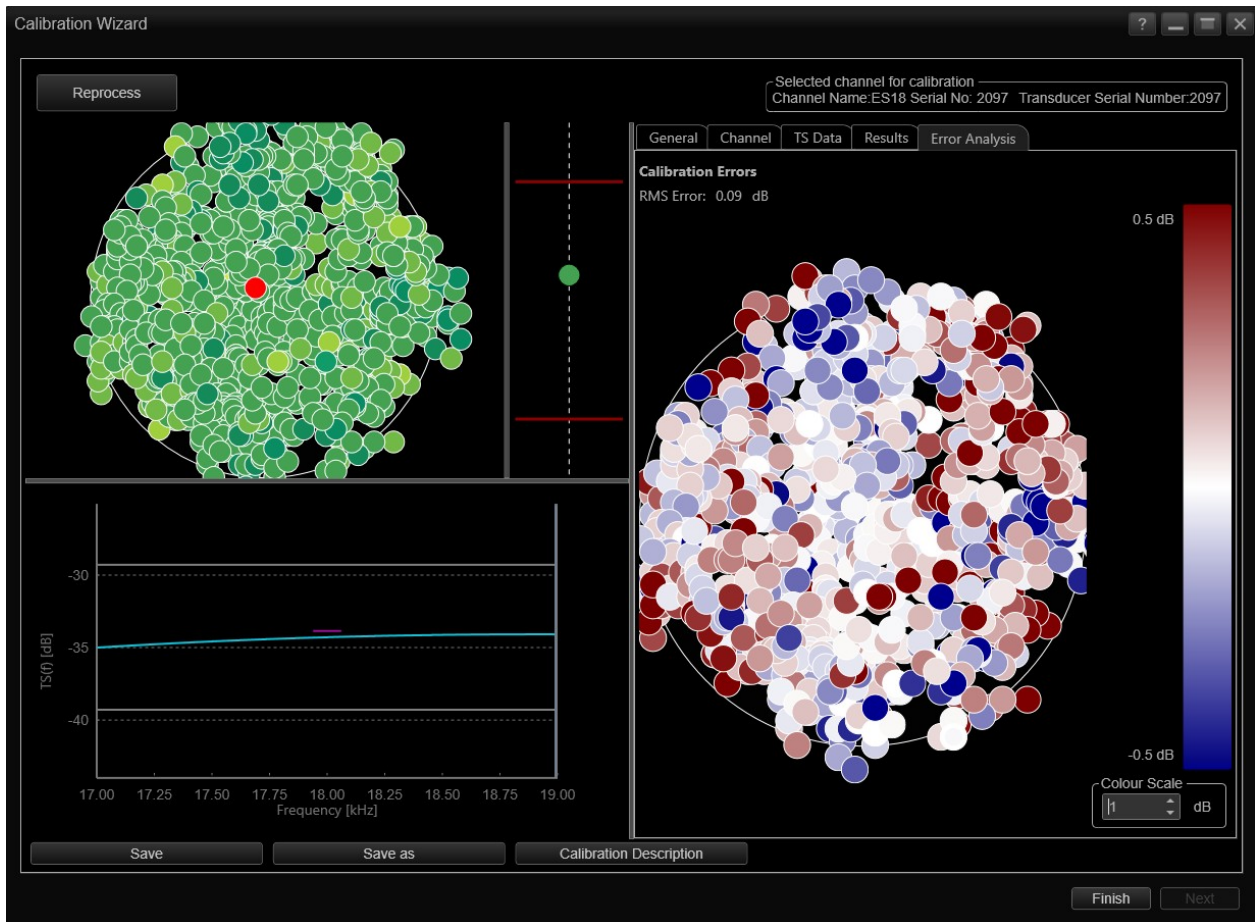 Calibration Wizard
?
Reprocess
Selected channel for calibration
Channel Name:ES18 Serial No: 2097 Transducer Serial Number:2097
General Channel TS Data Results Error Analysis
Calibration Errors
RMS Error: 0.09 dB
0.5 dB
-0.5 dB
Colour Scale
1 dB
-30
-35
-40
TS(f) [dB]
17.00 17.25 17.50 17.75 18.00 18.25 18.50 18.75 19.00
Frequency [kHz]
Save Save as Calibration Description
Finish Next